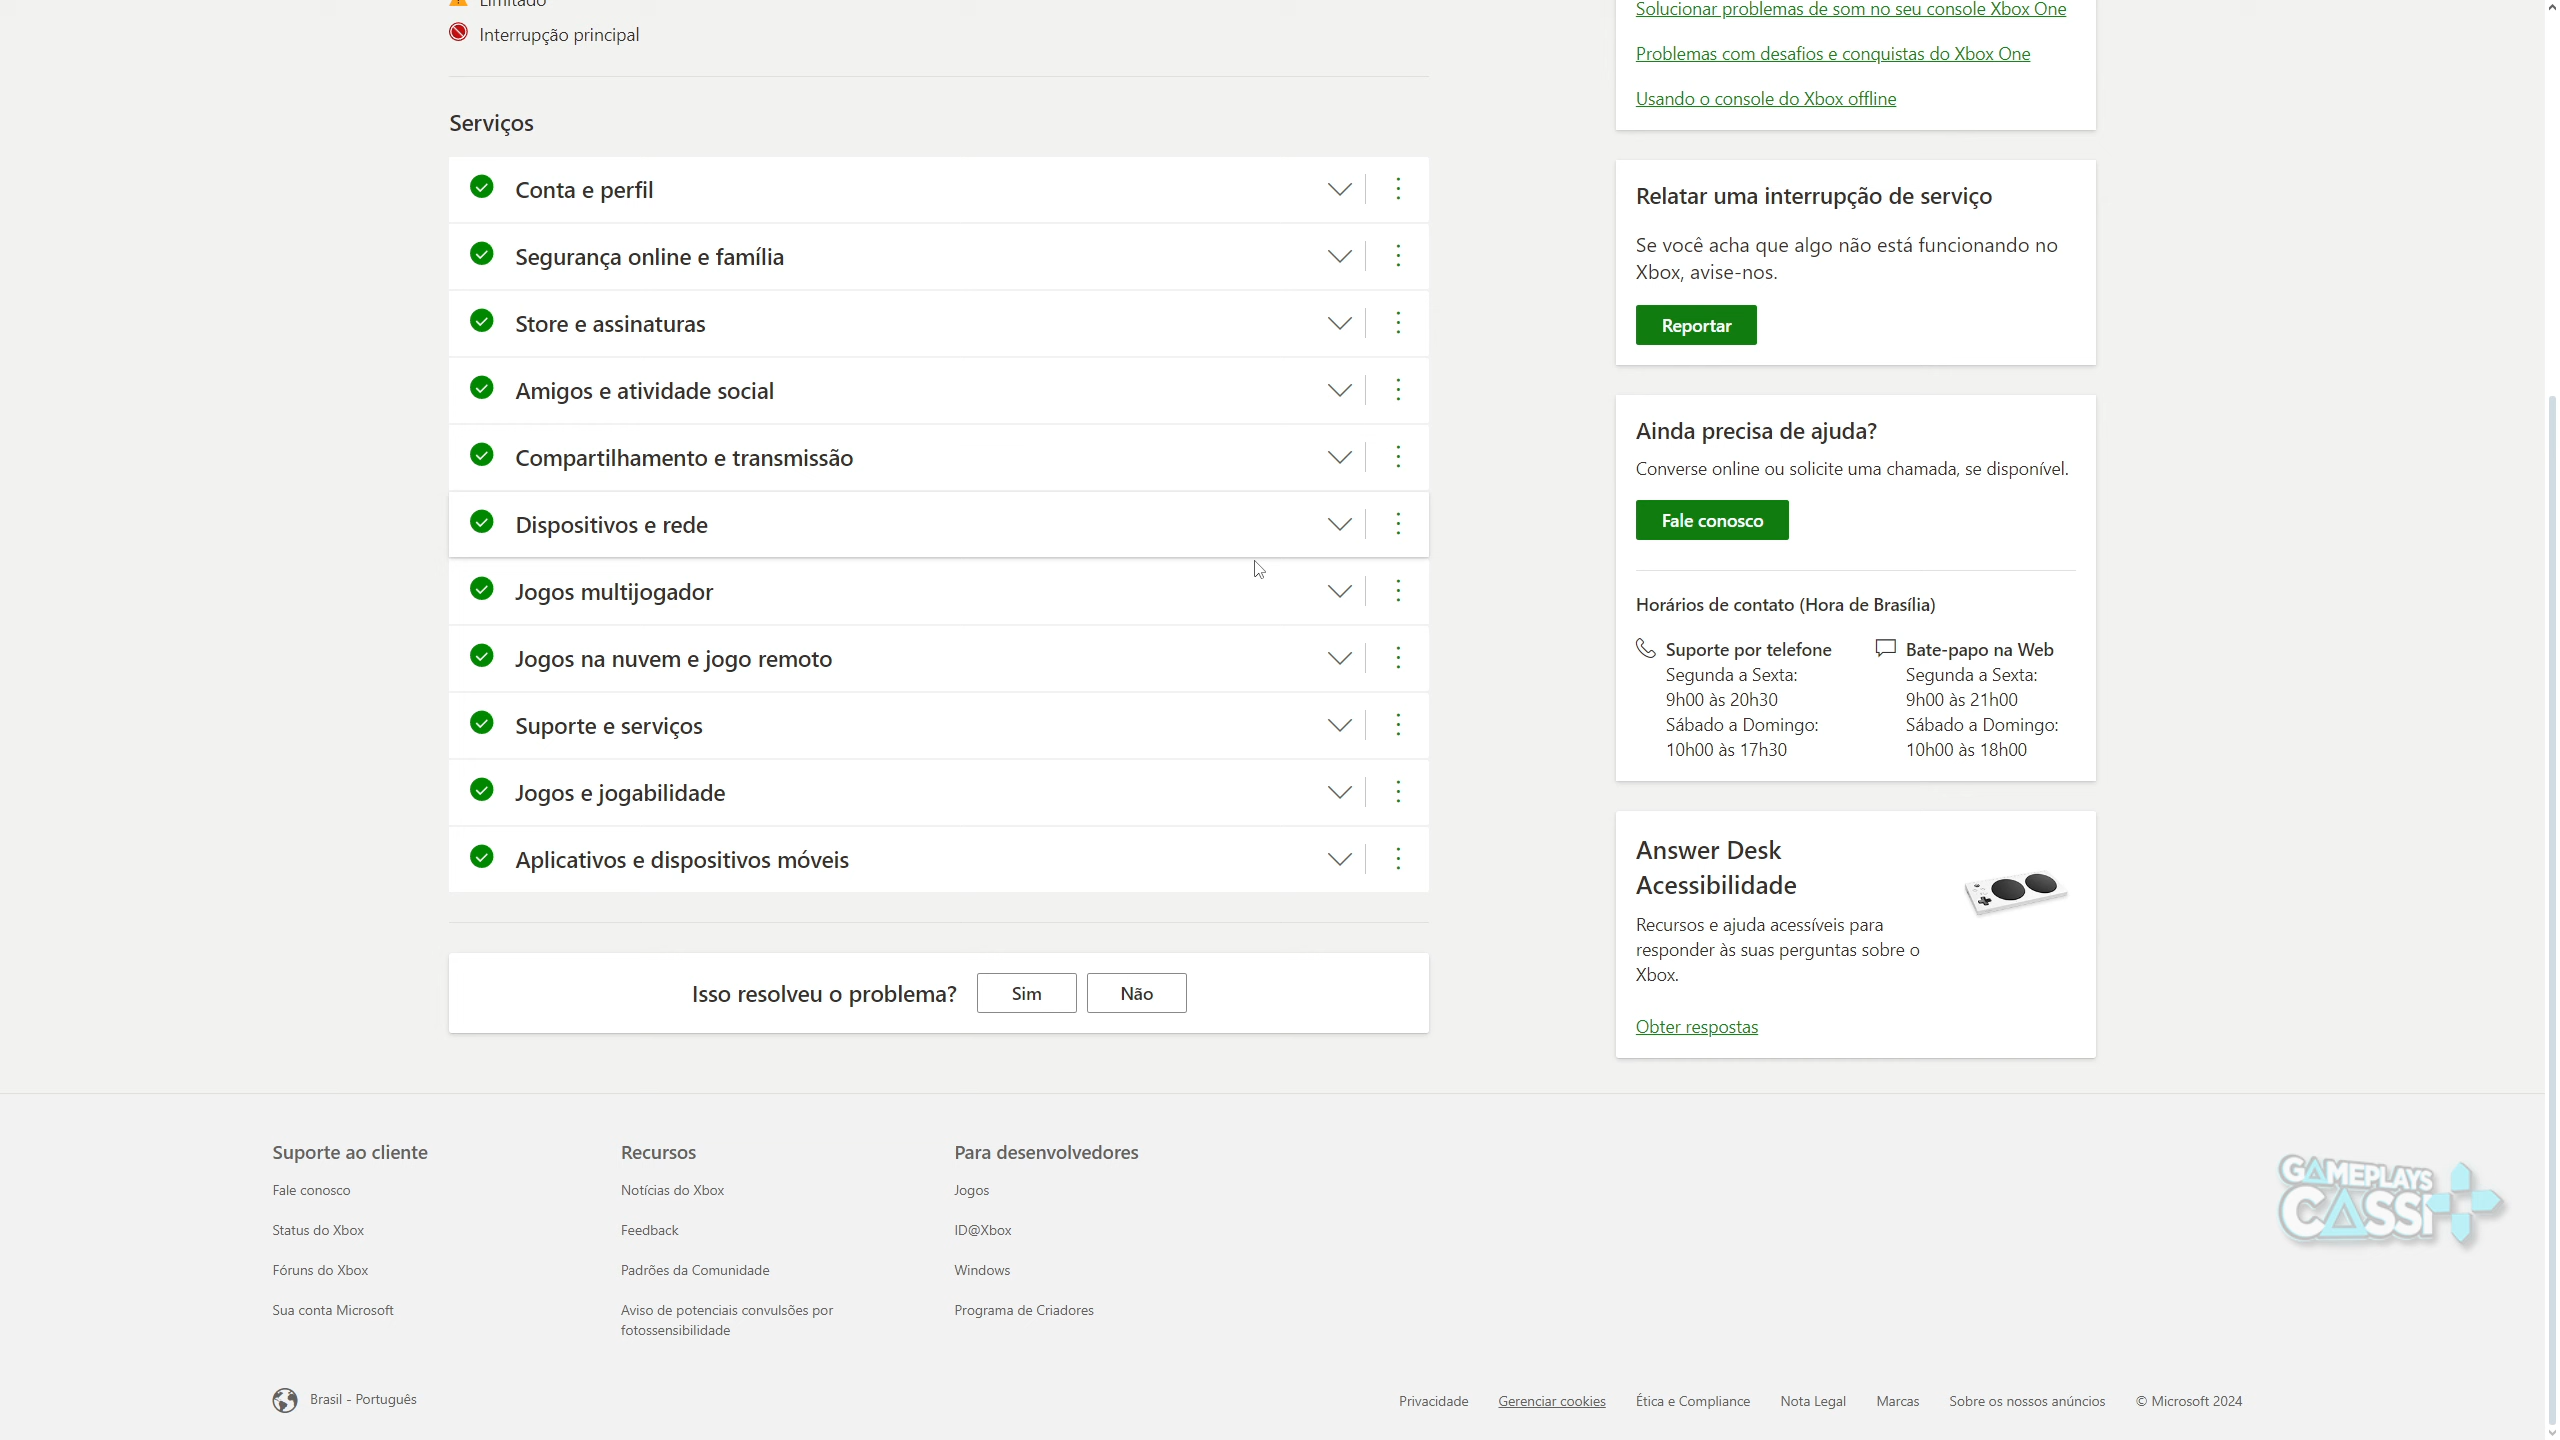 Limitado
Interrupção principal
Serviços
Conta e perfil
Segurança online e família
Store e assinaturas
Amigos e atividade social
Compartilhamento e transmissão
Dispositivos e rede
Jogos multijogador
Jogos na nuvem e jogo remoto
Suporte e serviços
Jogos e jogabilidade
Aplicativos e dispositivos móveis
Isso resolveu o problema?
Sim
Não
Solucionar problemas de som no seu console Xbox One
Problemas com desafios e conquistas do Xbox One
Usando o console do Xbox offline
Relatar uma interrupção de serviço
Se você acha que algo não está funcionando no
Xbox, avise-nos.
Reportar
Ainda precisa de ajuda?
Converse online ou solicite uma chamada, se disponível.
Fale conosco
Horários de contato (Hora de Brasília)
Suporte por telefone
Segunda a Sexta:
9h00 às 20h30
Sábado a Domingo:
10h00 às 17h30
Bate-papo na Web
Segunda a Sexta:
9h00 às 21h00
Sábado a Domingo:
10h00 às 18h00
Answer Desk
Acessibilidade
Recursos e ajuda acessíveis para
responder às suas perguntas sobre o
Xbox.
Obter respostas
Suporte ao cliente
Fale conosco
Status do Xbox
Fóruns do Xbox
Sua conta Microsoft
Recursos
Notícias do Xbox
Feedback
Padrões da Comunidade
Aviso de potenciais convulsões por
fotossensibilidade
Para desenvolvedores
Jogos
ID@Xbox
Windows
Programa de Criadores
GAMEPLAYS
CASSI
Brasil - Português
Privacidade
Gerenciar cookies
Ética e Compliance
Nota Legal
Marcas
Sobre os nossos anúncios
© Microsoft 2024